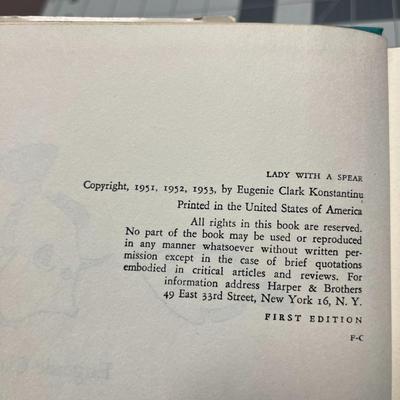 LADY WITH A SPEAR
Copyright, 1951, 1952, 1953, by Eugenie Clark Konstantinu
Printed in the United States of America
All rights in this book are reserved.
No part of the book may be used or reproduced
in any manner whatsoever without written per-
mission except in the case of brief quotations
embodied in critical articles and reviews. For
information address Harper & Brothers
49 East 33rd Street, New York 16, N. Y.
FIRST EDITION
F-C